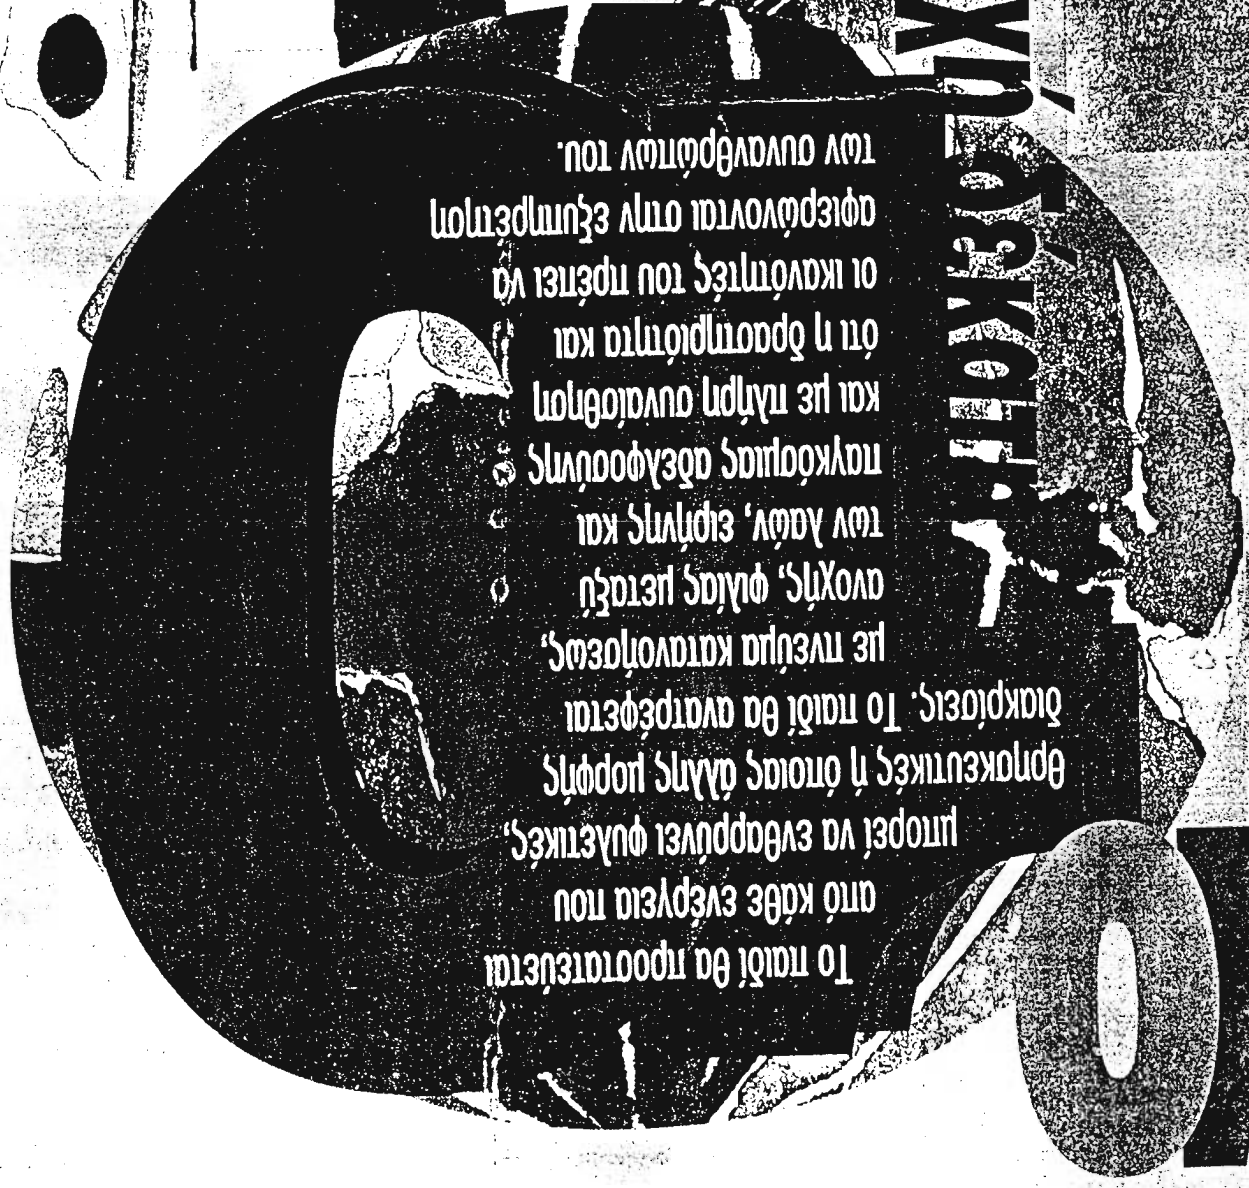 Το παιδί θα προστατεύεται
από κάθε ενέργεια που
μπορεί να ενθαρρύνει φυλετικές,
θρησκευτικές ή όποιας άλλης μορφής
διακρίσεις. Το παιδί θα ανατρέφεται
με πνεύμα κατανοήσεως,
ανοχής, φιλίας μεταξύ
των λαών, ειρήνης και
παγκόσμιας αδελφοσύνης
και με πλήρη συναίσθηση
ότι η δραστηριότητα και
οι ικανότητές του πρέπει να
αφιερώνονται στην εξυπηρέτηση
των συνανθρώπων του.